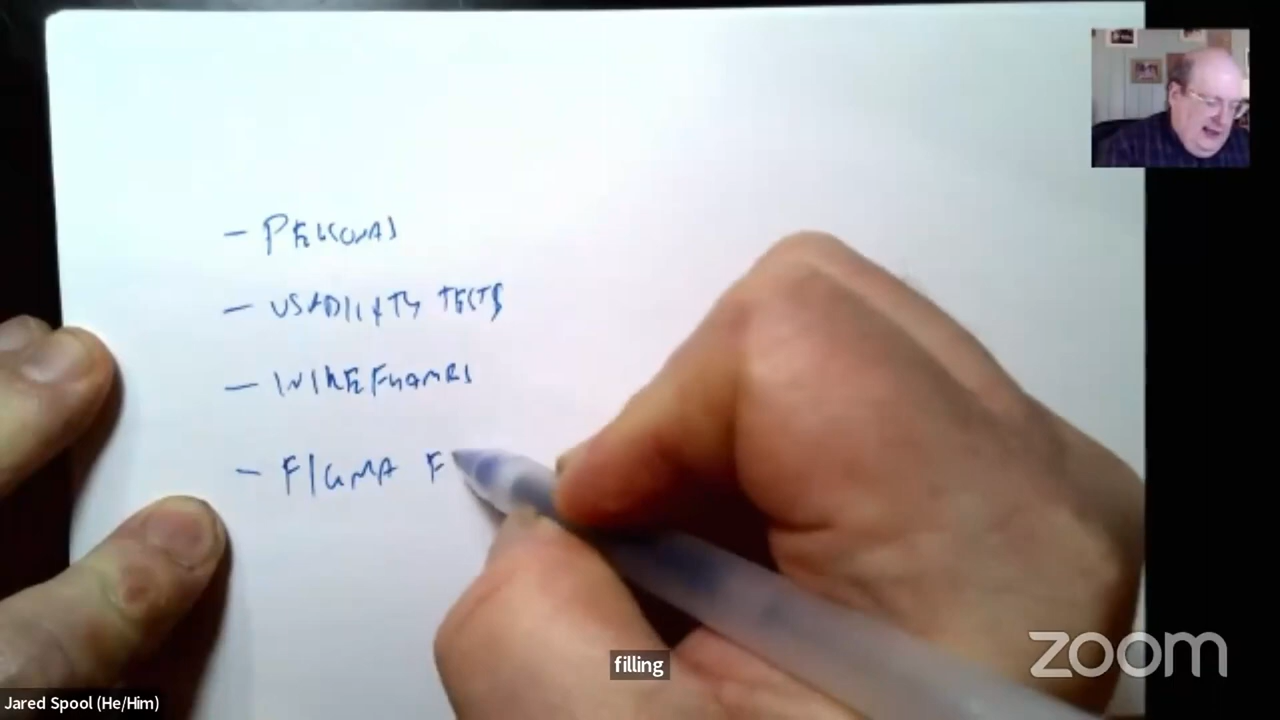 - PERSONAS
- USABILITY TESTS
- WIREFRAMES
- FIGMA F
filling
zoom
Jared Spool (He/Him)